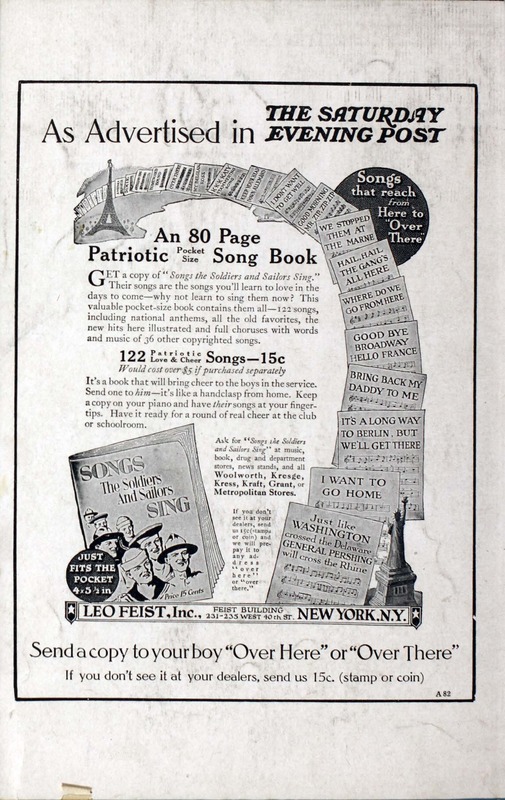 As Advertised in THE SATURDAY EVENING POST
Songs
that reach
from
Here to
"Over
There"
An 80 Page
Patriotic Pocket Size Song Book
GET a copy of "Songs the Soldiers and Sailors Sing."
Their songs are the songs you'll learn to love in the
days to come—why not learn to sing them now? This
valuable pocket-size book contains them all—122 songs,
including national anthems, all the old favorites, the
new hits here illustrated and full choruses with words
and music of 36 other copyrighted songs.
122 Patriotic Love & Cheer Songs—15c
Would cost over $5 if purchased separately
It's a book that will bring cheer to the boys in the service.
Send one to him—it's like a handclasp from home. Keep
a copy on your piano and have their songs at your finger-
tips. Have it ready for a round of real cheer at the club
or schoolroom.
WE STOPPED
THEM AT
THE MARNE
HAIL-HAIL
THE GANG'S
ALL HERE
WHERE DO WE
GO FROM HERE
GOOD BYE
BROADWAY
HELLO FRANCE
BRING BACK MY
DADDY TO ME
IT'S A LONG WAY
TO BERLIN, BUT
WE'LL GET THERE
I WANT TO
GO HOME
Just like
WASHINGTON
crossed the Delaware
GENERAL PERSHING
will cross the Rhine
Ask for "Songs the Soldiers
and Sailors Sing" at music,
book, drug and department
stores, news stands, and all
Woolworth, Kresge,
Kress, Kraft, Grant, or
Metropolitan Stores.
If you don't
see it at your
dealers, send
us 15c (stamps
or coin) and
we will pre-
pay it to
any ad-
dress
"over
here"
or "over
there."
SONGS
The Soldiers
And Sailors
SING
Price 15 Cents
JUST
FITS THE
POCKET
4x5½ in
LEO FEIST, Inc., FEIST BUILDING 231-235 WEST 40th ST. NEW YORK, N.Y.
Send a copy to your boy "Over Here" or "Over There"
If you don't see it at your dealers, send us 15c. (stamp or coin)
A 82